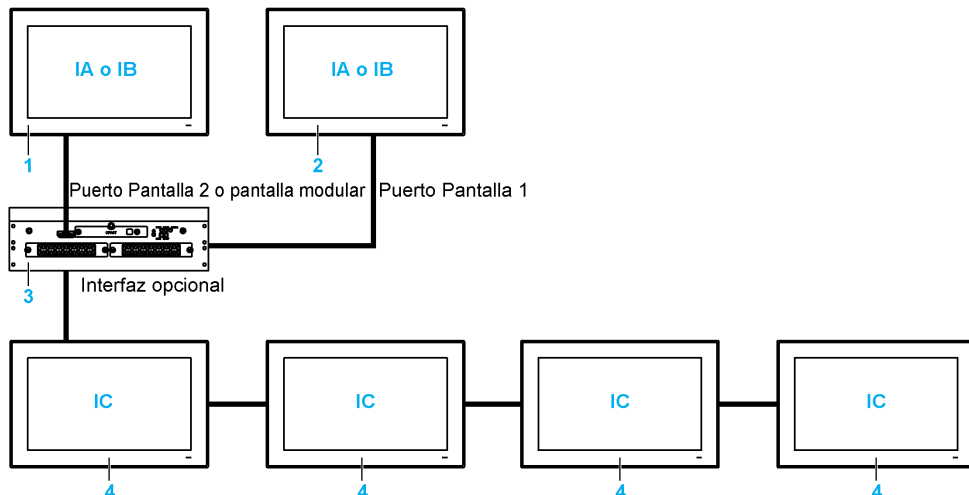 IA o IB
IA o IB
1
2
Puerto Pantalla 2 o pantalla modular
Puerto Pantalla 1
3
Interfaz opcional
IC
IC
IC
IC
4
4
4
4